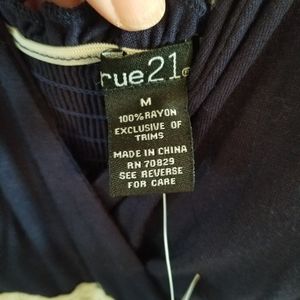 rue21
M
100% RAYON
EXCLUSIVE OF
TRIMS
MADE IN CHINA
RN 70829
SEE REVERSE
FOR CARE